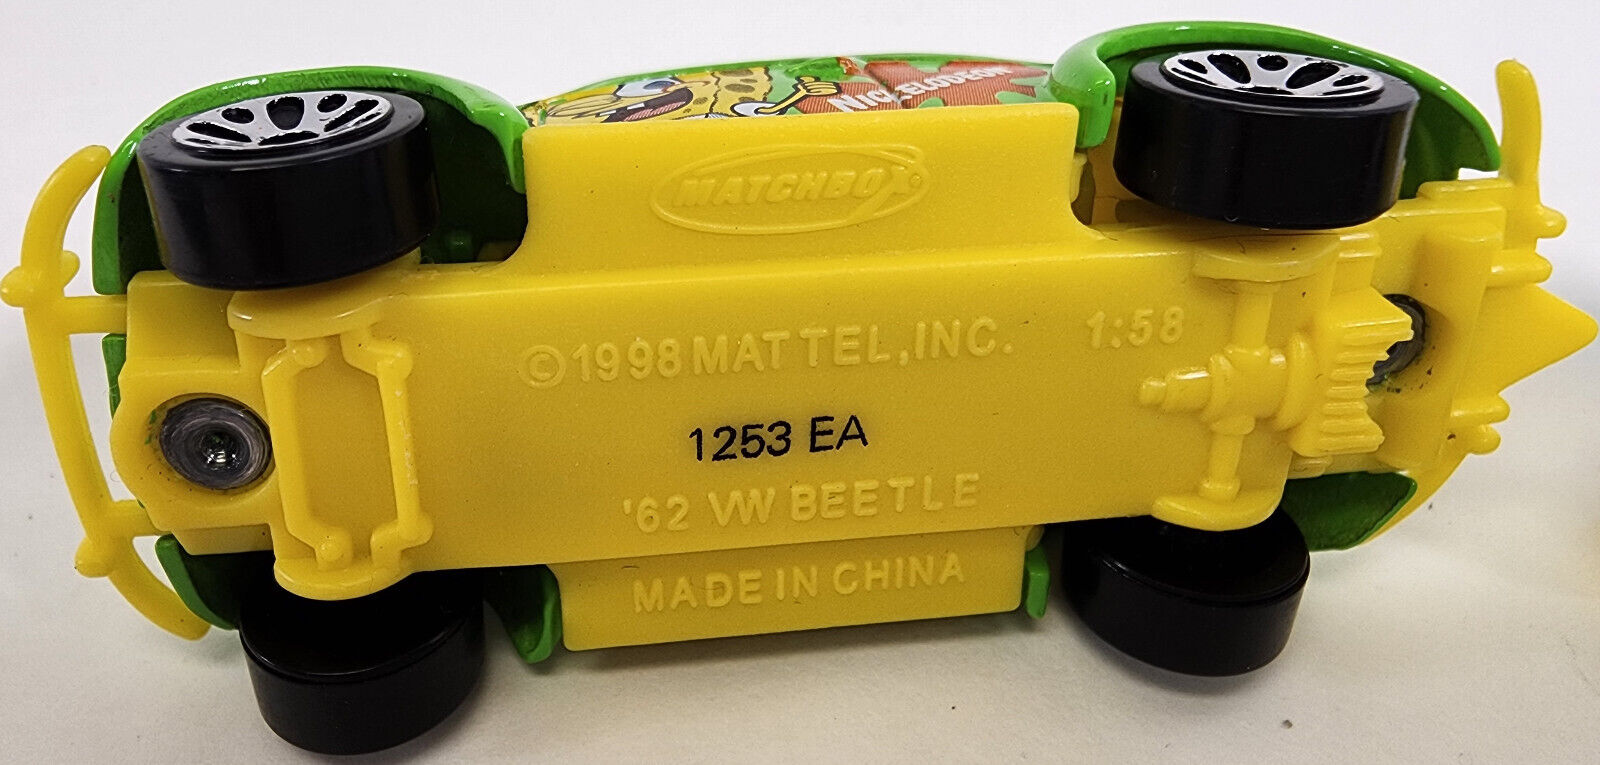 NICKELODEON
MATCHBOX
©1998 MATTEL, INC. 1:58
1253 EA
'62 VW BEETLE
MADE IN CHINA